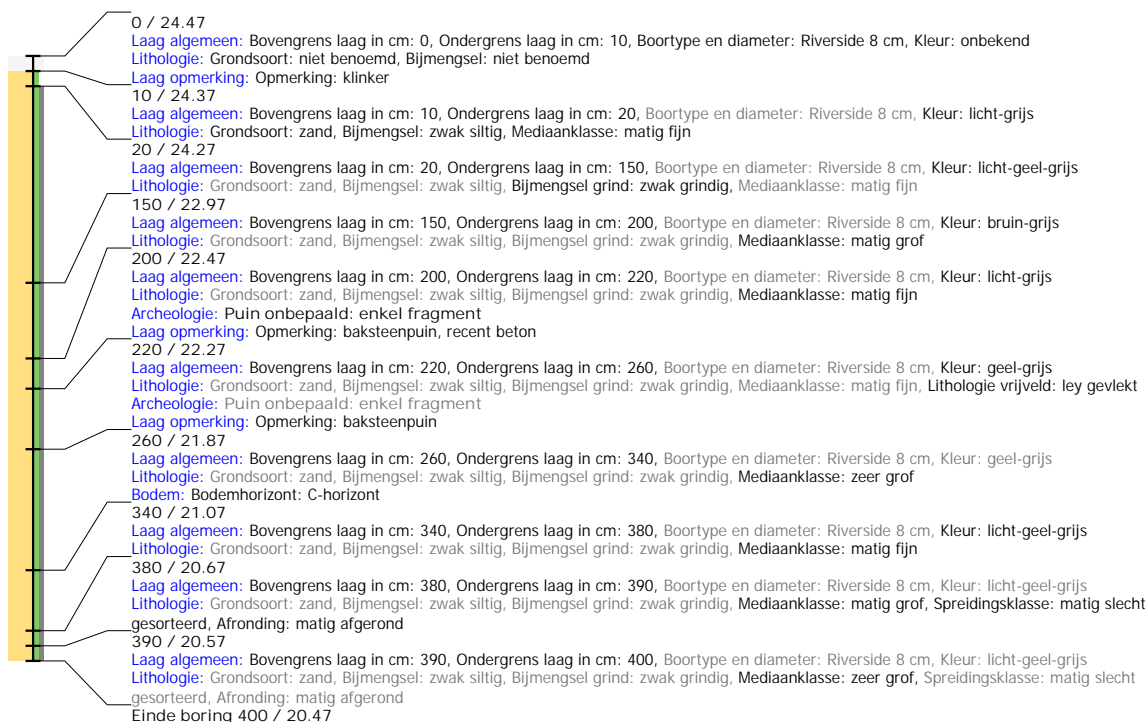 0 / 24.47
Laag algemeen: Bovengrens laag in cm: 0, Ondergrens laag in cm: 10, Boortype en diameter: Riverside 8 cm, Kleur: onbekend
Lithologie: Grondsoort: niet benoemd, Bijmengsel: niet benoemd
Laag opmerking: Opmerking: klinker
10 / 24.37
Laag algemeen: Bovengrens laag in cm: 10, Ondergrens laag in cm: 20, Boortype en diameter: Riverside 8 cm, Kleur: licht-grijs
Lithologie: Grondsoort: zand, Bijmengsel: zwak siltig, Mediaanklasse: matig fijn
20 / 24.27
Laag algemeen: Bovengrens laag in cm: 20, Ondergrens laag in cm: 150, Boortype en diameter: Riverside 8 cm, Kleur: licht-geel-grijs
Lithologie: Grondsoort: zand, Bijmengsel: zwak siltig, Bijmengsel grind: zwak grindig, Mediaanklasse: matig fijn
150 / 22.97
Laag algemeen: Bovengrens laag in cm: 150, Ondergrens laag in cm: 200, Boortype en diameter: Riverside 8 cm, Kleur: bruin-grijs
Lithologie: Grondsoort: zand, Bijmengsel: zwak siltig, Bijmengsel grind: zwak grindig, Mediaanklasse: matig grof
200 / 22.47
Laag algemeen: Bovengrens laag in cm: 200, Ondergrens laag in cm: 220, Boortype en diameter: Riverside 8 cm, Kleur: licht-grijs
Lithologie: Grondsoort: zand, Bijmengsel: zwak siltig, Bijmengsel grind: zwak grindig, Mediaanklasse: matig fijn
Archeologie: Puin onbepaald: enkel fragment
Laag opmerking: Opmerking: baksteenpuin, recent beton
220 / 22.27
Laag algemeen: Bovengrens laag in cm: 220, Ondergrens laag in cm: 260, Boortype en diameter: Riverside 8 cm, Kleur: geel-grijs
Lithologie: Grondsoort: zand, Bijmengsel: zwak siltig, Bijmengsel grind: zwak grindig, Mediaanklasse: matig fijn, Lithologie vrijveld: ley gevlekt
Archeologie: Puin onbepaald: enkel fragment
Laag opmerking: Opmerking: baksteenpuin
260 / 21.87
Laag algemeen: Bovengrens laag in cm: 260, Ondergrens laag in cm: 340, Boortype en diameter: Riverside 8 cm, Kleur: geel-grijs
Lithologie: Grondsoort: zand, Bijmengsel: zwak siltig, Bijmengsel grind: zwak grindig, Mediaanklasse: zeer grof
Bodem: Bodemhorizont: C-horizont
340 / 21.07
Laag algemeen: Bovengrens laag in cm: 340, Ondergrens laag in cm: 380, Boortype en diameter: Riverside 8 cm, Kleur: licht-geel-grijs
Lithologie: Grondsoort: zand, Bijmengsel: zwak siltig, Bijmengsel grind: zwak grindig, Mediaanklasse: matig fijn
380 / 20.67
Laag algemeen: Bovengrens laag in cm: 380, Ondergrens laag in cm: 390, Boortype en diameter: Riverside 8 cm, Kleur: licht-geel-grijs
Lithologie: Grondsoort: zand, Bijmengsel: zwak siltig, Bijmengsel grind: zwak grindig, Mediaanklasse: matig grof, Spreidingsklasse: matig slecht
gesorteerd, Afronding: matig afgerond
390 / 20.57
Laag algemeen: Bovengrens laag in cm: 390, Ondergrens laag in cm: 400, Boortype en diameter: Riverside 8 cm, Kleur: licht-geel-grijs
Lithologie: Grondsoort: zand, Bijmengsel: zwak siltig, Bijmengsel grind: zwak grindig, Mediaanklasse: zeer grof, Spreidingsklasse: matig slecht
gesorteerd, Afronding: matig afgerond
Einde boring 400 / 20.47